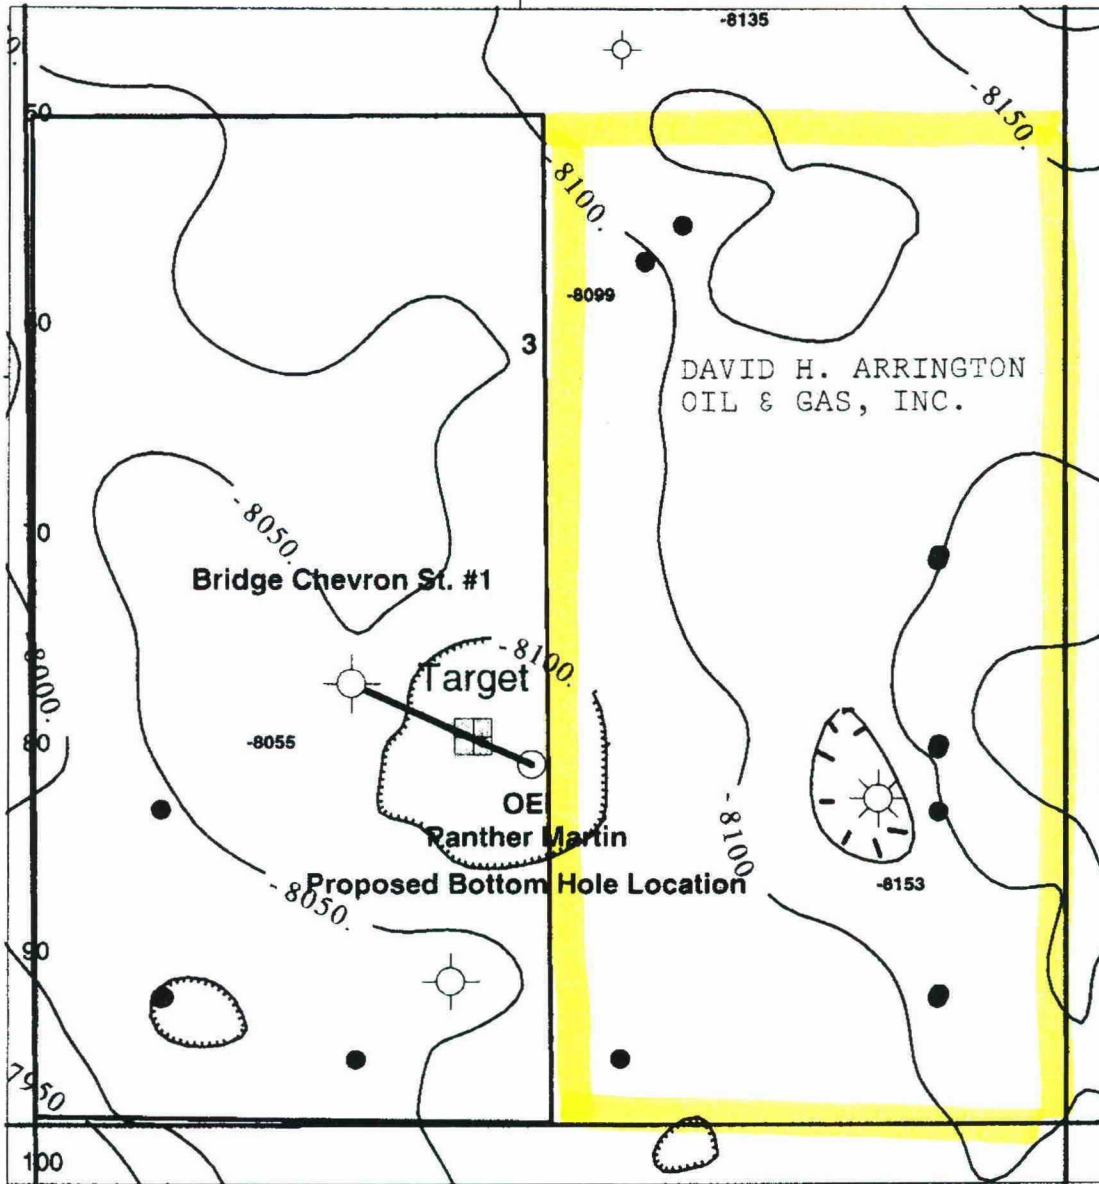 -8135
-8150.
50
-8100.
-8099
60
3
DAVID H. ARRINGTON
OIL & GAS, INC.
-8050.
70
Bridge Chevron St. #1
-8100.
Target
-8055
80
OE
Panther Martin
-8100
Proposed Bottom Hole Location
-8050.
-8153
90
7950
100